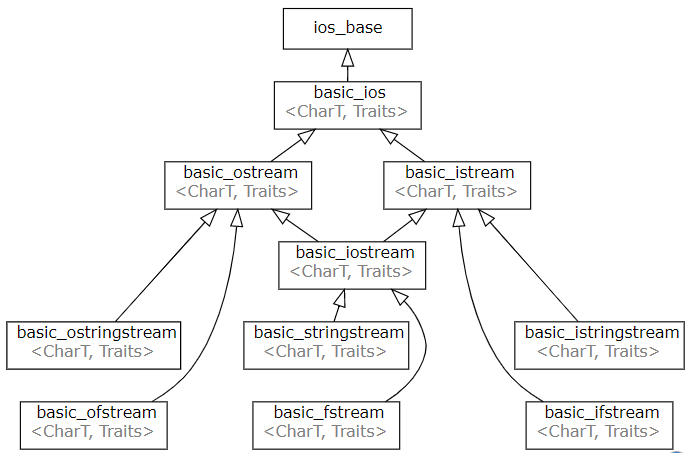 ios_base
basic_ios
<CharT, Traits>
basic_ostream
<CharT, Traits>
basic_istream
<CharT, Traits>
basic_iostream
<CharT, Traits>
basic_ostringstream
<CharT, Traits>
basic_stringstream
<CharT, Traits>
basic_istringstream
<CharT, Traits>
basic_ofstream
<CharT, Traits>
basic_fstream
<CharT, Traits>
basic_ifstream
<CharT, Traits>